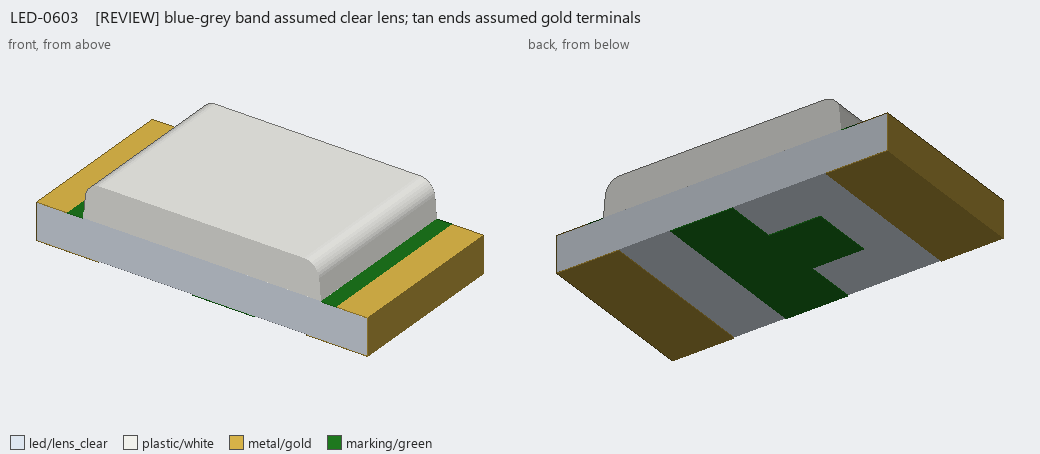 LED-0603    [REVIEW] blue-grey band assumed clear lens; tan ends assumed gold terminals
front, from above    back, from below
led/lens_clear    plastic/white    metal/gold    marking/green